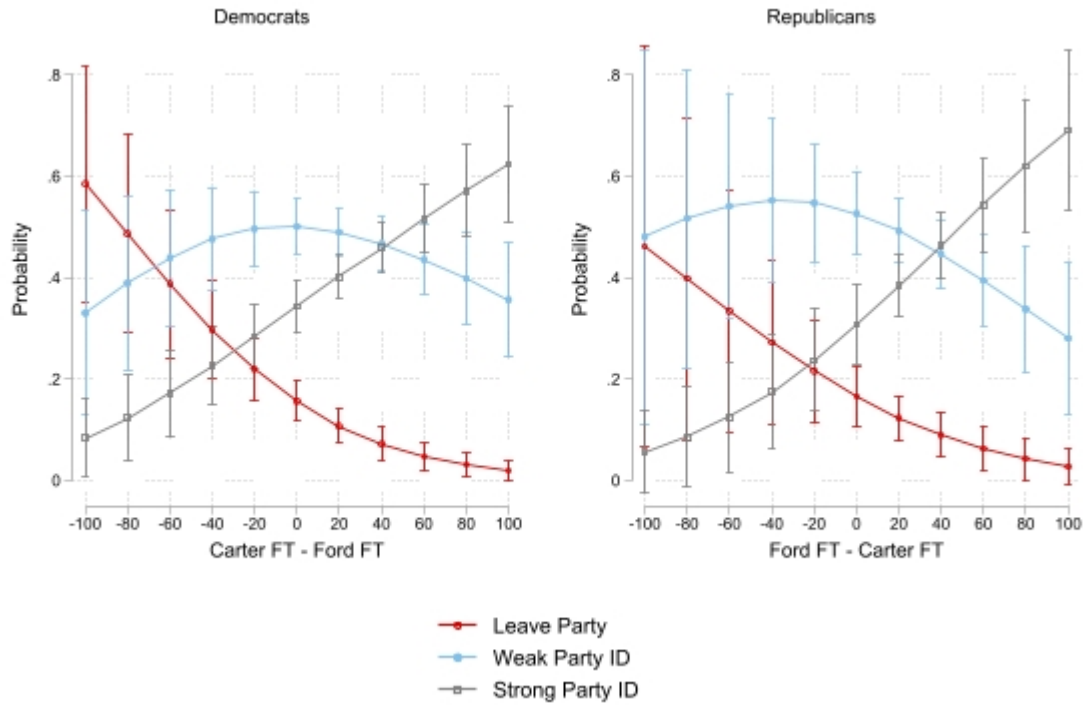 Democrats
Republicans
Probability
.8
.6
.4
.2
0
-100 -80 -60 -40 -20 0 20 40 60 80 100
Carter FT - Ford FT
Probability
.8
.6
.4
.2
0
-100 -80 -60 -40 -20 0 20 40 60 80 100
Ford FT - Carter FT
Leave Party
Weak Party ID
Strong Party ID